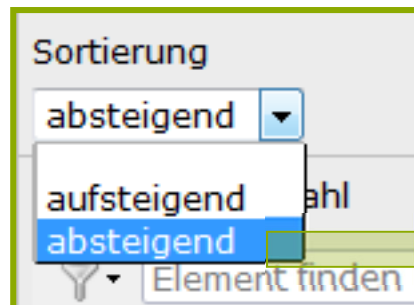 Sortierung
absteigend
aufsteigend
ahl
absteigend
Element finden